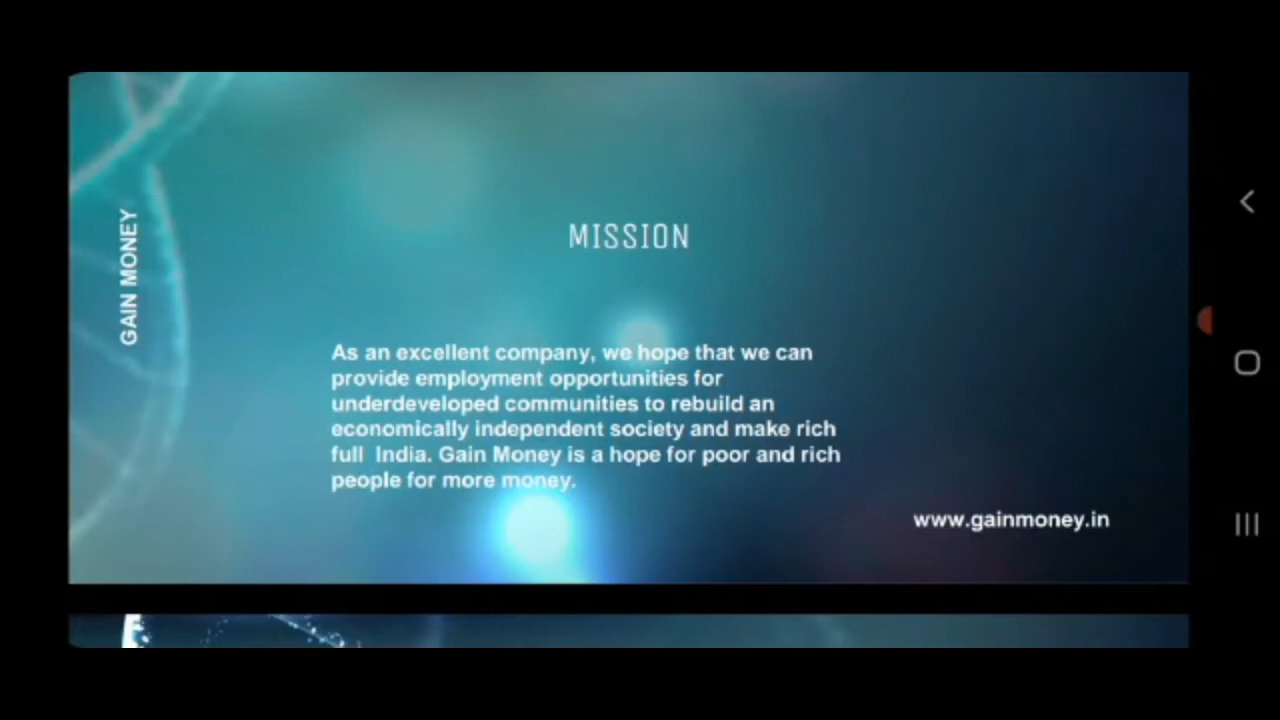 GAIN MONEY
MISSION
As an excellent company, we hope that we can
provide employment opportunities for
underdeveloped communities to rebuild an
economically independent society and make rich
full India. Gain Money is a hope for poor and rich
people for more money.
www.gainmoney.in